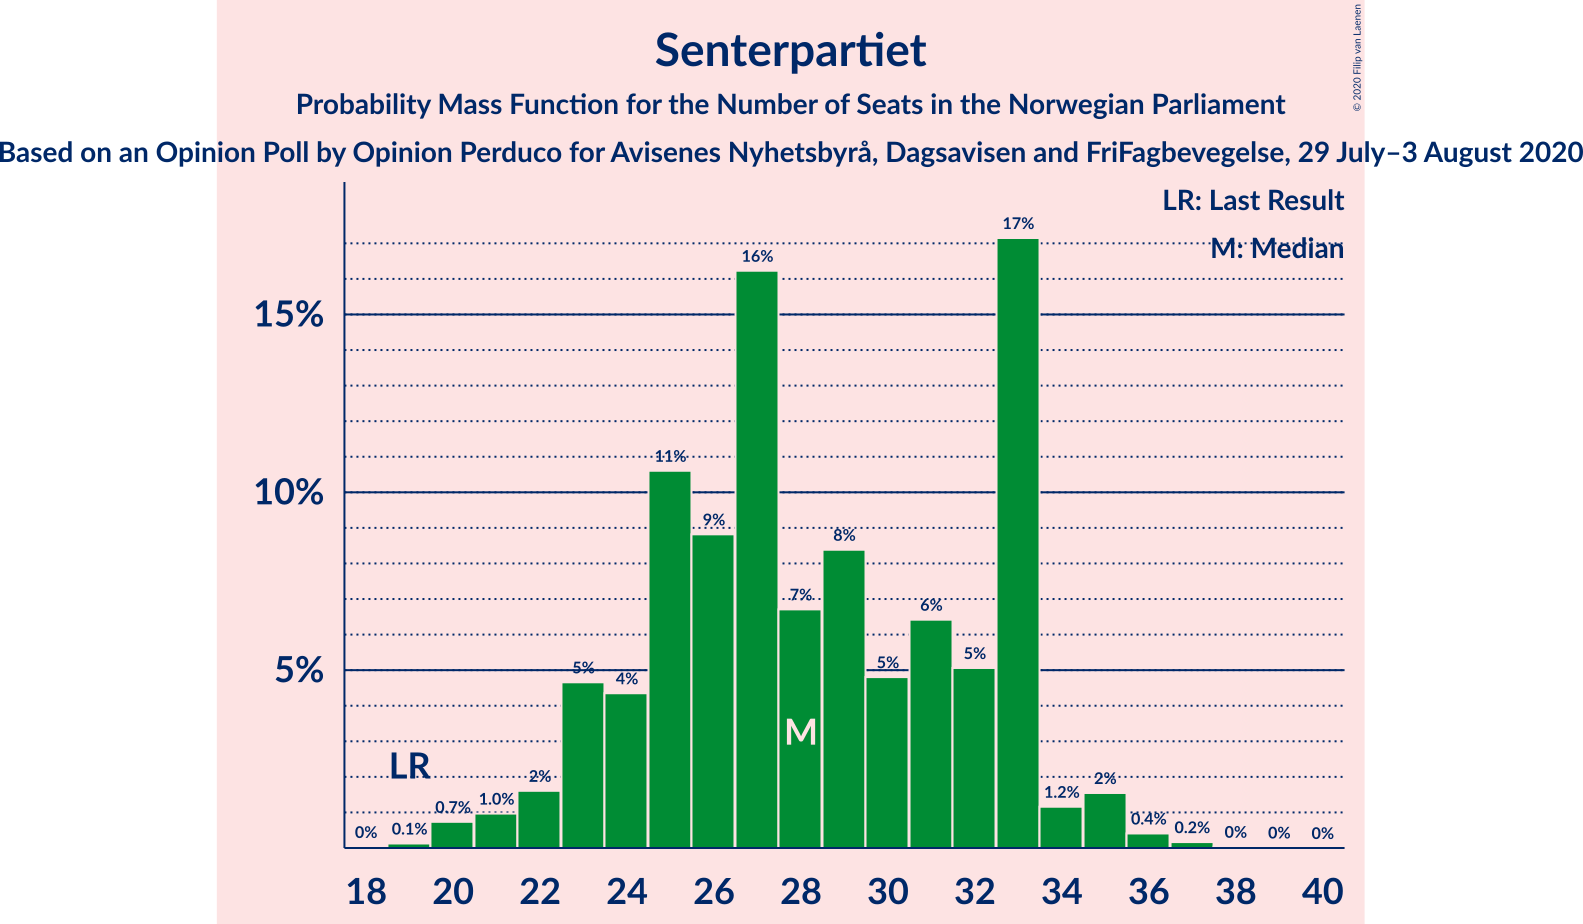 Senterpartiet
Probability Mass Function for the Number of Seats in the Norwegian Parliament
Based on an Opinion Poll by Opinion Perduco for Avisenes Nyhetsbyrå, Dagsavisen and FriFagbevegelse, 29 July–3 August 2020
© 2020 Filip van Laenen
LR: Last Result
M: Median
15%
10%
5%
0%
0.1%
0.7%
1.0%
2%
5%
4%
11%
9%
16%
7%
8%
5%
6%
5%
17%
1.2%
2%
0.4%
0.2%
0%
0%
0%
LR
M
18 20 22 24 26 28 30 32 34 36 38 40